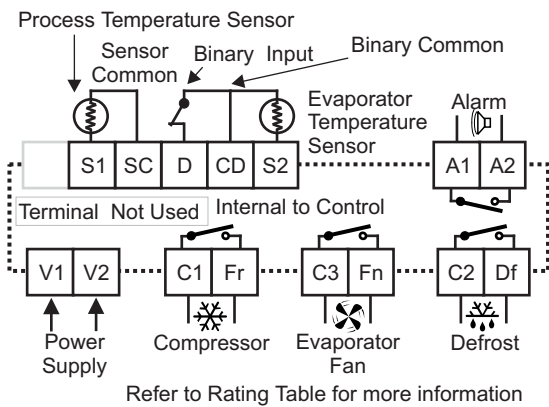 Process Temperature Sensor
Sensor Common
Binary Input
Binary Common
Evaporator Temperature Sensor
Alarm
S1 SC D CD S2
A1 A2
Terminal Not Used
Internal to Control
V1 V2
C1 Fr
C3 Fn
C2 Df
Power Supply
Compressor
Evaporator Fan
Defrost
Refer to Rating Table for more information